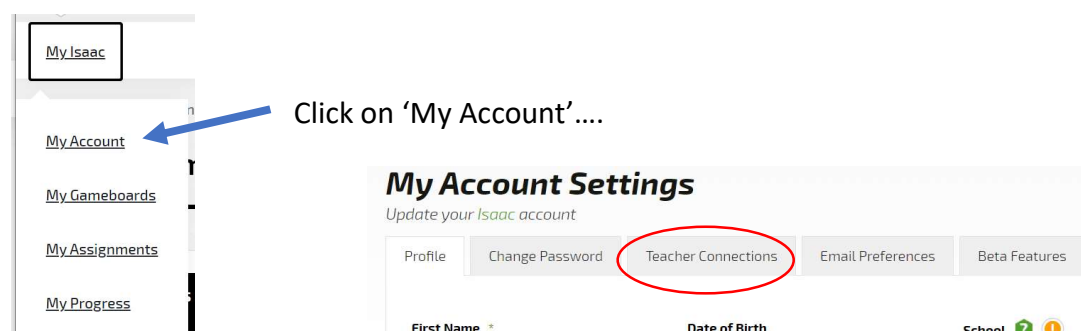 My Isaac
My Account
Click on ‘My Account’….
My Gameboards
My Assignments
My Progress
My Account Settings
Update your Isaac account
Profile Change Password Teacher Connections Email Preferences Beta Features
First Name * Date of Birth School ? !